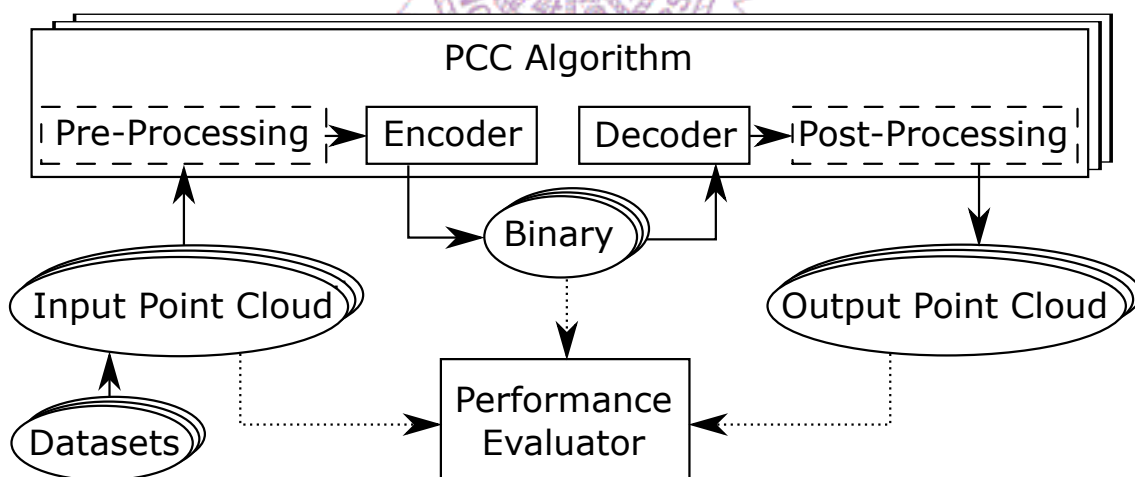 PCC Algorithm
Pre-Processing
Encoder
Decoder
Post-Processing
Binary
Input Point Cloud
Output Point Cloud
Performance
Evaluator
Datasets